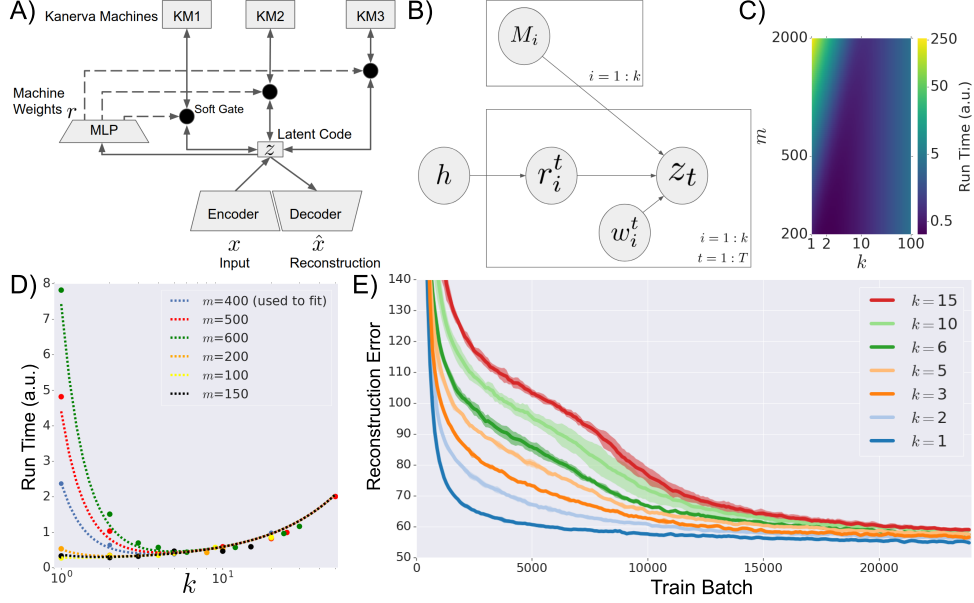 A)
Kanerva Machines
KM1
KM2
KM3
Machine
Weights r
MLP
Soft Gate
Latent Code
z
Encoder
Decoder
x
x̂
Input
Reconstruction
B)
M_i
i = 1 : k
h
r_i^t
z_t
w_i^t
i = 1 : k
t = 1 : T
C)
2000
500
200
m
1 2 10 100
k
250
50
5
0.5
Run Time (a.u.)
D)
8
7
6
5
4
3
2
1
0
Run Time (a.u.)
10^0
10^1
k
m=400 (used to fit)
m=500
m=600
m=200
m=100
m=150
E)
140
130
120
110
100
90
80
70
60
50
Reconstruction Error
0 5000 10000 15000 20000
Train Batch
k = 15
k = 10
k = 6
k = 5
k = 3
k = 2
k = 1